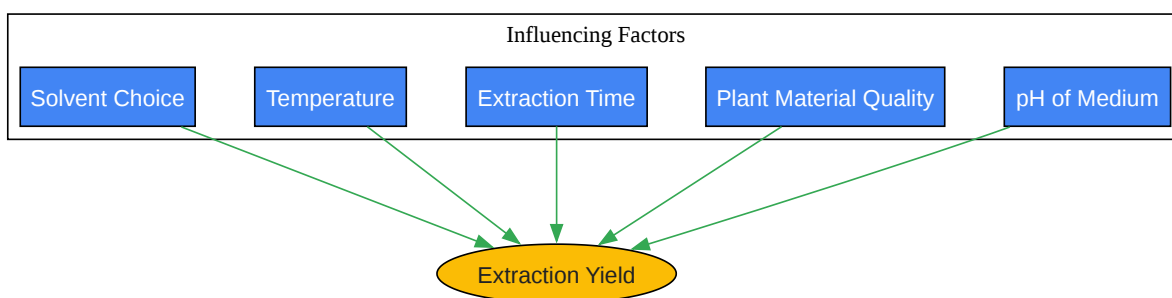 Influencing Factors
Solvent Choice
Temperature
Extraction Time
Plant Material Quality
pH of Medium
Extraction Yield